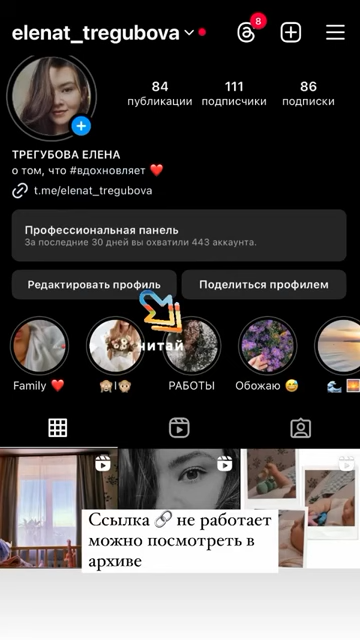 elenat_tregubova
8
84 111 86
публикации подписчики подписки
ТРЕГУБОВА ЕЛЕНА
о том, что #вдохновляет ❤️
t.me/elenat_tregubova
Профессиональная панель
За последние 30 дней вы охватили 443 аккаунта.
Редактировать профиль Поделиться профилем
читай
Family ❤️ 🙈|🙊 РАБОТЫ Обожаю 😅 🌊🌅
Ссылка 🔗 не работает
можно посмотреть в
архиве